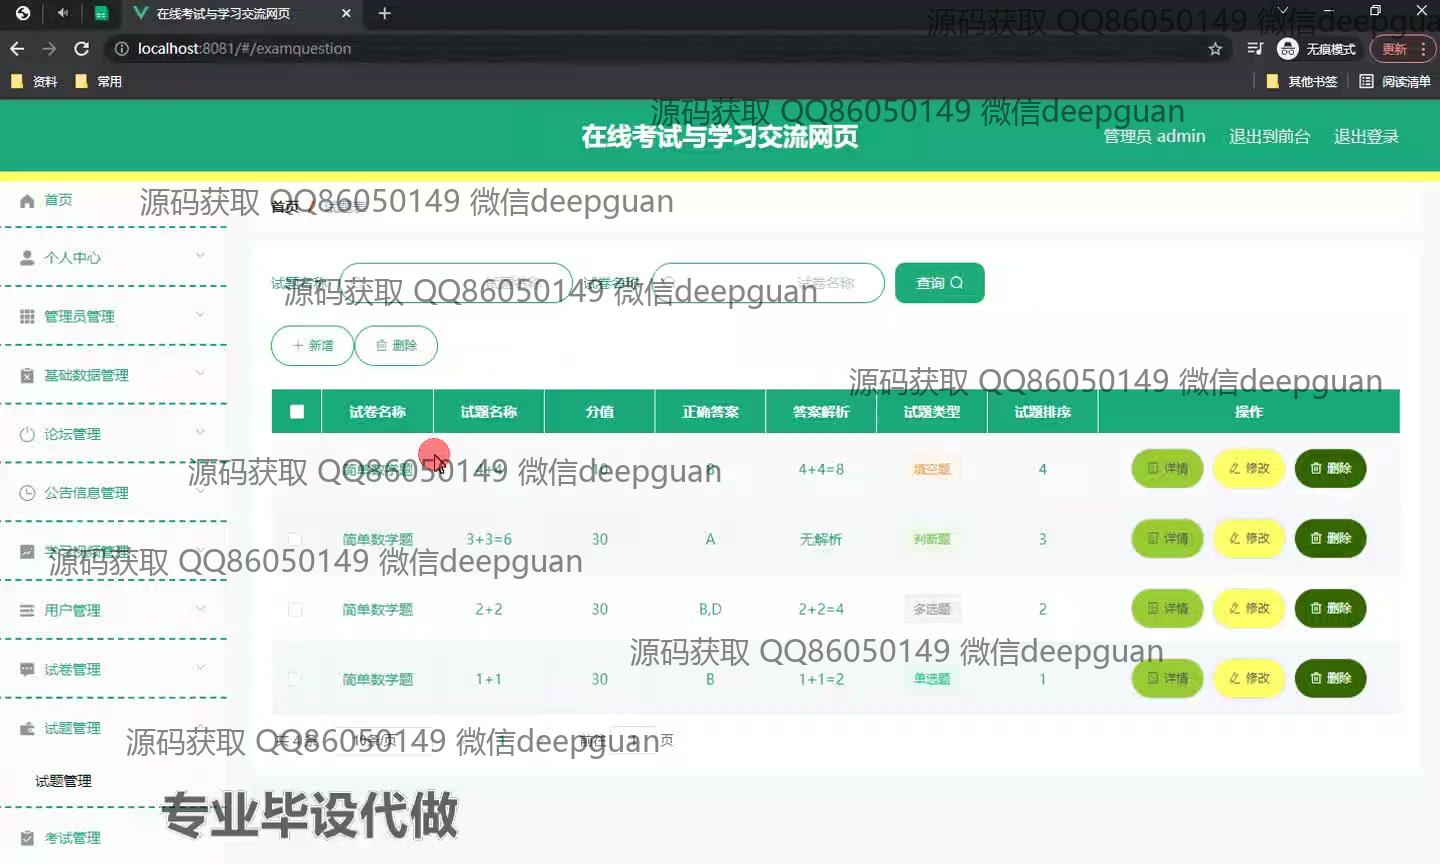 在线考试与学习交流网页
localhost:8081/#/examquestion
无痕模式
更新
资料
常用
其他书签
阅读清单
源码获取 QQ86050149 微信deepgua
源码获取 QQ86050149 微信deepguan
在线考试与学习交流网页
管理员 admin
退出到前台
退出登录
首页
源码获取 QQ86050149 微信deepguan
首页
个人中心
管理员管理
基础数据管理
论坛管理
公告信息管理
学习视频管理
用户管理
试卷管理
试题管理
试题管理
考试管理
试题名称
试卷名称
试卷名称
查询
源码获取 QQ86050149 微信deepguan
新增
删除
源码获取 QQ86050149 微信deepguan
试卷名称 试题名称 分值 正确答案 答案解析 试题类型 试题排序 操作
简单数学题 4+4 10 B 4+4=8 填空题 4 详情 修改 删除
源码获取 QQ86050149 微信deepguan
简单数学题 3+3=6 30 A 无解析 判断题 3 详情 修改 删除
源码获取 QQ86050149 微信deepguan
简单数学题 2+2 30 B,D 2+2=4 多选题 2 详情 修改 删除
源码获取 QQ86050149 微信deepguan
简单数学题 1+1 30 B 1+1=2 单选题 1 详情 修改 删除
共 4条 10条/页 1 前往 1 页
源码获取 QQ86050149 微信deepguan
专业毕设代做